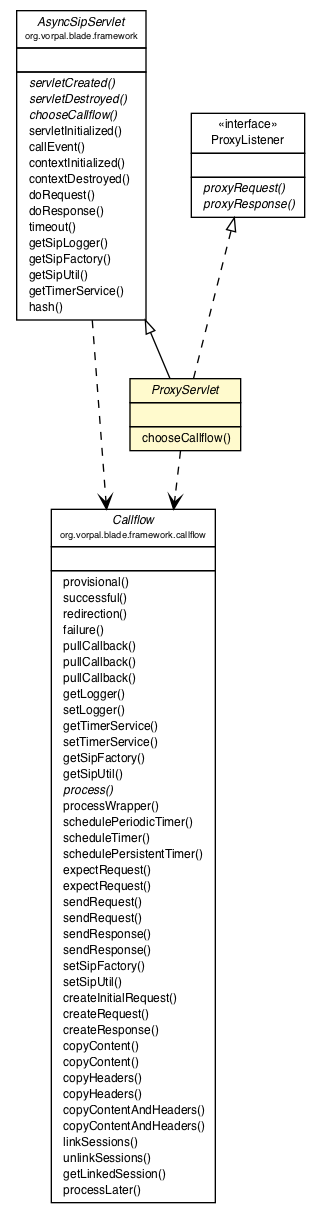 AsyncSipServlet
org.vorpal.blade.framework
servletCreated()
servletDestroyed()
chooseCallflow()
servletInitialized()
callEvent()
contextInitialized()
contextDestroyed()
doRequest()
doResponse()
timeout()
getSipLogger()
getSipFactory()
getSipUtil()
getTimerService()
hash()
«interface»
ProxyListener
proxyRequest()
proxyResponse()
ProxyServlet
chooseCallflow()
Callflow
org.vorpal.blade.framework.callflow
provisional()
successful()
redirection()
failure()
pullCallback()
pullCallback()
pullCallback()
getLogger()
setLogger()
getTimerService()
setTimerService()
getSipFactory()
getSipUtil()
process()
processWrapper()
schedulePeriodicTimer()
scheduleTimer()
schedulePersistentTimer()
expectRequest()
expectRequest()
sendRequest()
sendRequest()
sendResponse()
sendResponse()
setSipFactory()
setSipUtil()
createInitialRequest()
createRequest()
createResponse()
copyContent()
copyContent()
copyHeaders()
copyHeaders()
copyContentAndHeaders()
copyContentAndHeaders()
linkSessions()
unlinkSessions()
getLinkedSession()
processLater()